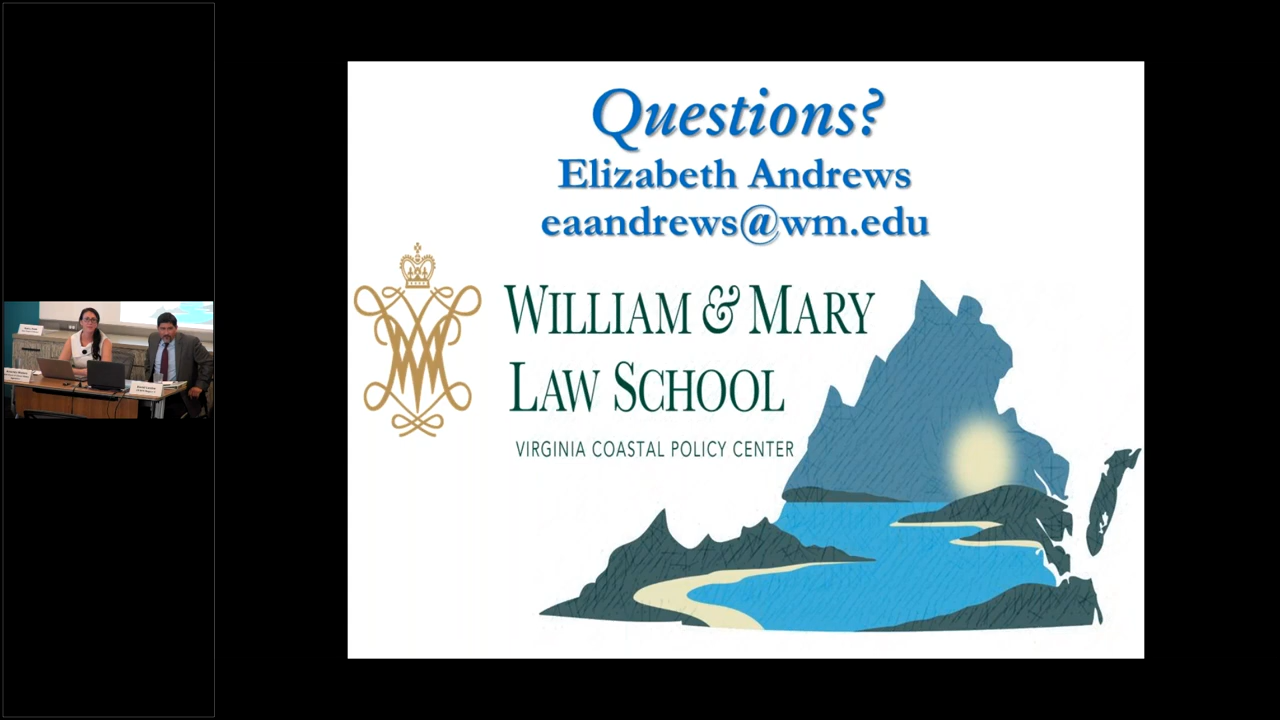 Questions?
Elizabeth Andrews
eaandrews@wm.edu
WILLIAM & MARY
LAW SCHOOL
VIRGINIA COASTAL POLICY CENTER